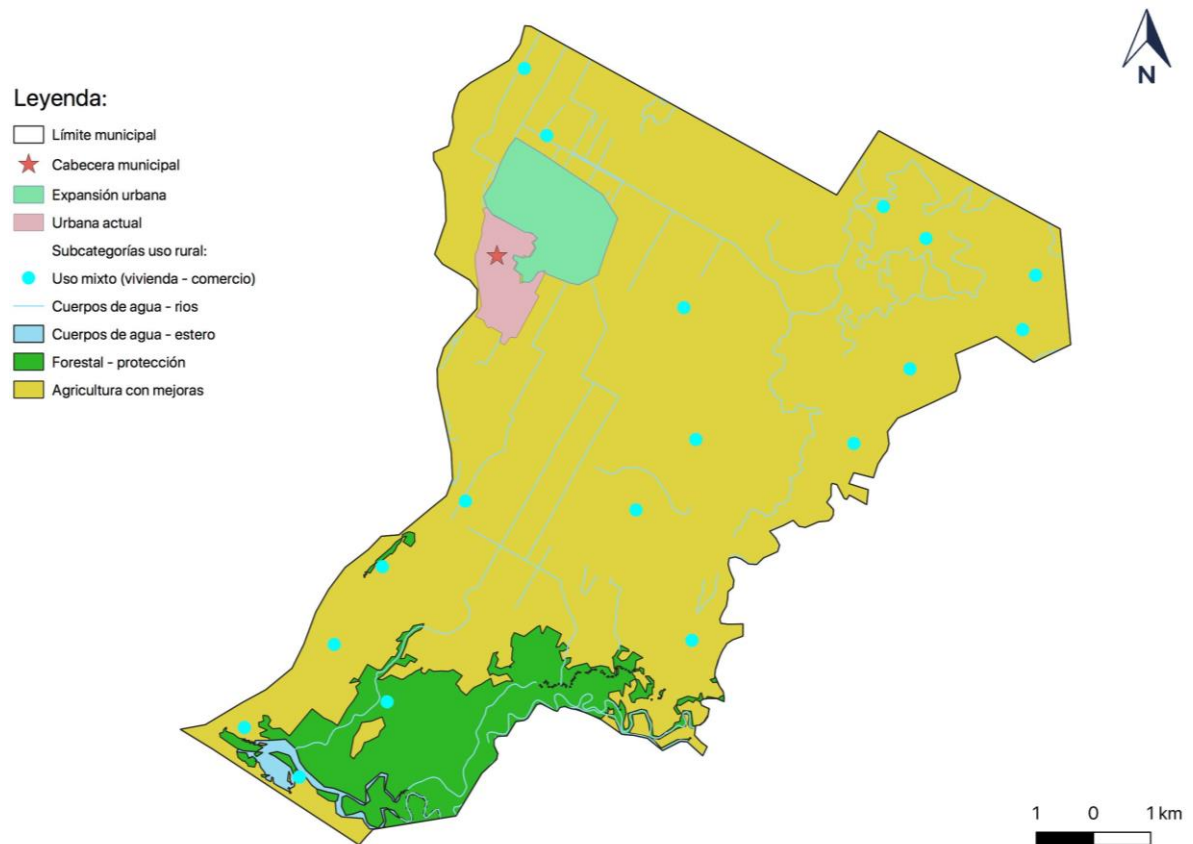 N
Leyenda:
Límite municipal
Cabecera municipal
Expansión urbana
Urbana actual
Subcategorías uso rural:
Uso mixto (vivienda - comercio)
Cuerpos de agua - rios
Cuerpos de agua - estero
Forestal - protección
Agricultura con mejoras
1 0 1 km